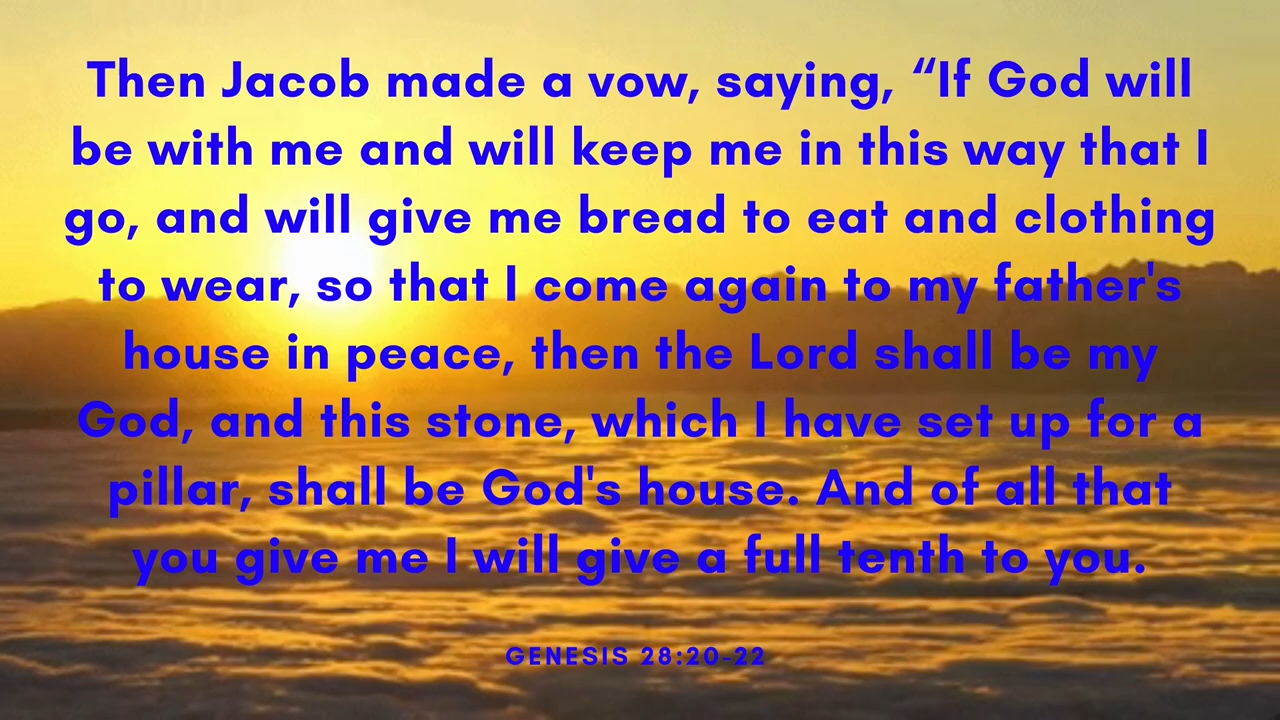 Then Jacob made a vow, saying, “If God will
be with me and will keep me in this way that I
go, and will give me bread to eat and clothing
to wear, so that I come again to my father's
house in peace, then the Lord shall be my
God, and this stone, which I have set up for a
pillar, shall be God's house. And of all that
you give me I will give a full tenth to you.
GENESIS 28:20-22